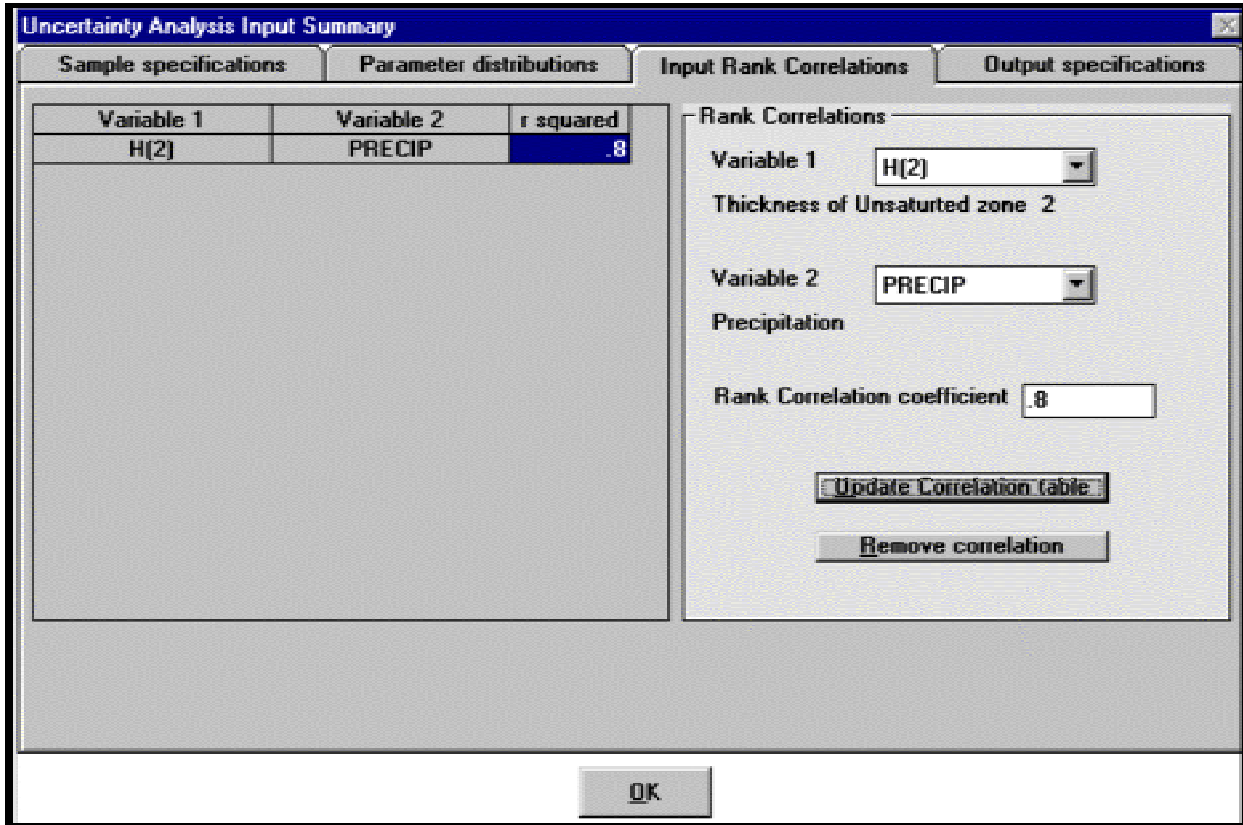 Uncertainty Analysis Input Summary
Sample specifications Parameter distributions Input Rank Correlations Output specifications
Variable 1 Variable 2 r squared
H(2) PRECIP .8
Rank Correlations
Variable 1 H(2)
Thickness of Unsaturted zone 2
Variable 2 PRECIP
Precipitation
Rank Correlation coefficient .8
Update Correlation table
Remove correlation
OK